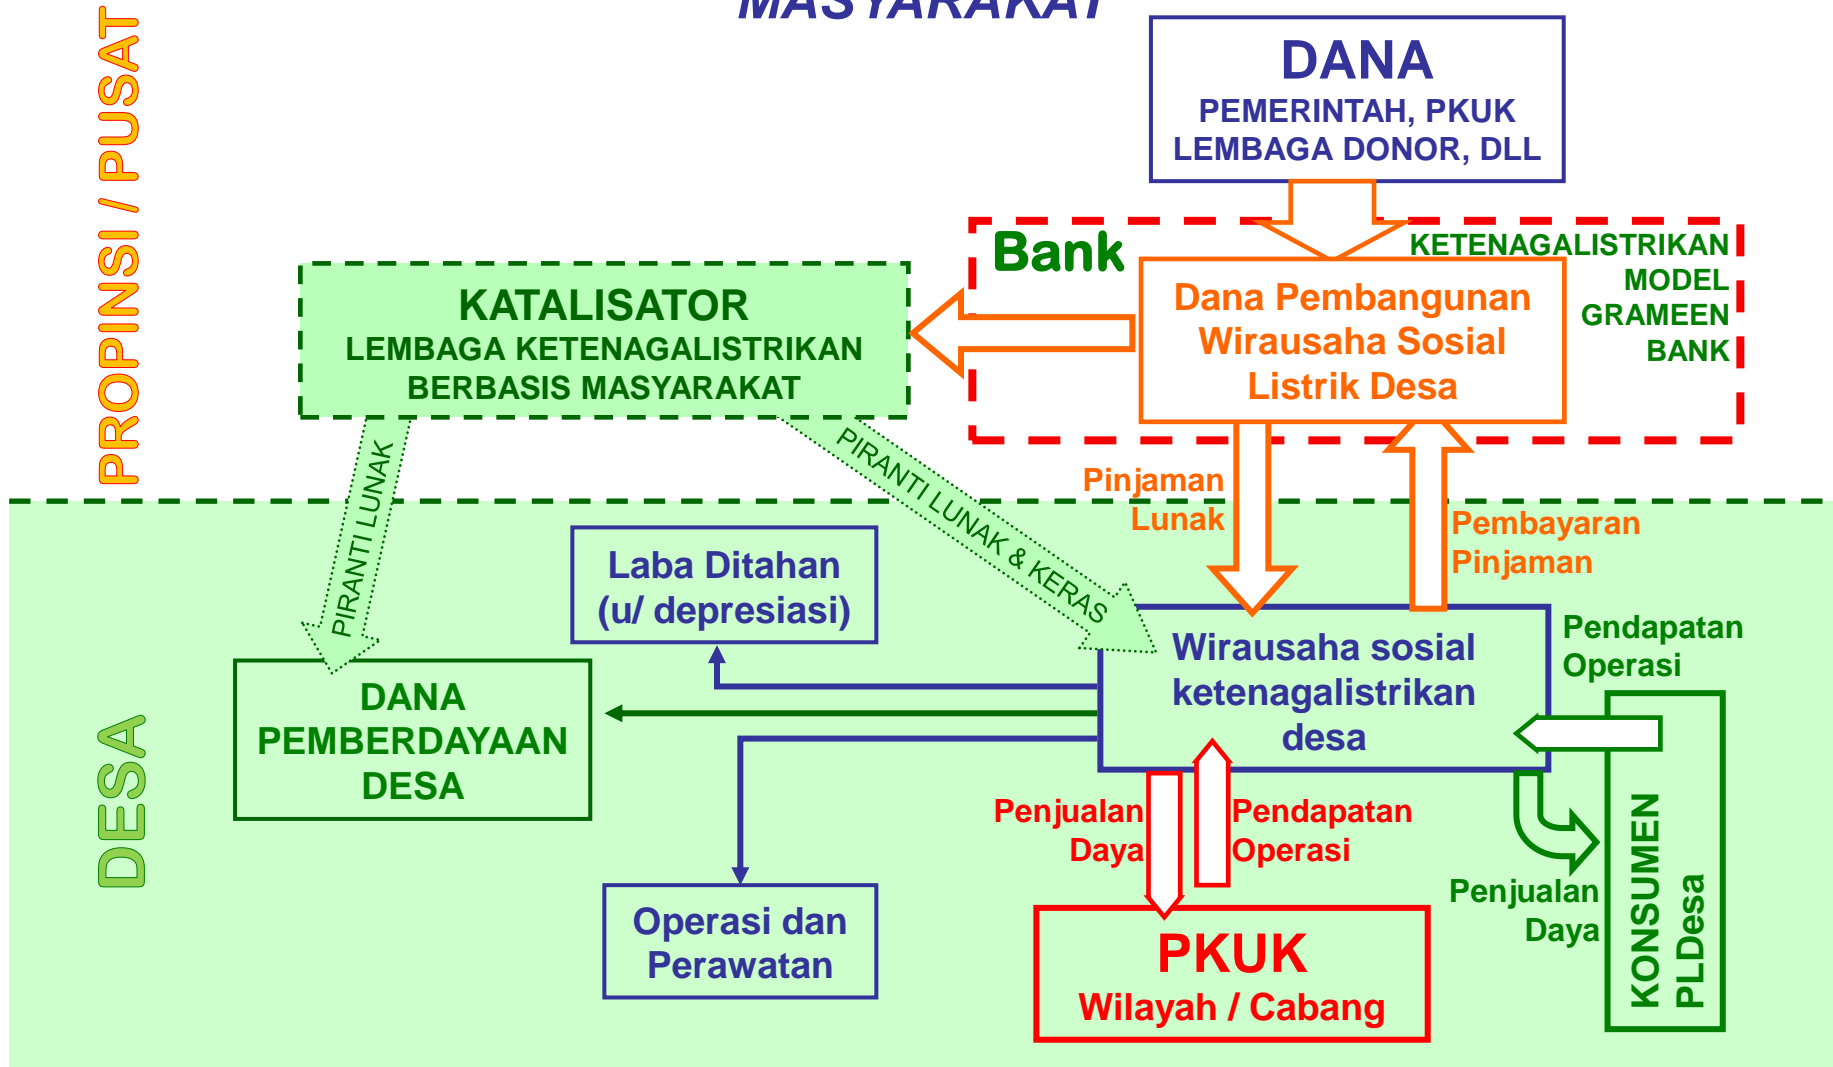 MASYARAKAT
PROPINSI / PUSAT
DANA
PEMERINTAH, PKUK
LEMBAGA DONOR, DLL
Bank
KETENAGALISTRIKAN
MODEL
GRAMEEN
BANK
Dana Pembangunan
Wirausaha Sosial
Listrik Desa
KATALISATOR
LEMBAGA KETENAGALISTRIKAN
BERBASIS MASYARAKAT
PIRANTI LUNAK
PIRANTI LUNAK & KERAS
Pinjaman
Lunak
Pembayaran
Pinjaman
DESA
Laba Ditahan
(u/ depresiasi)
Wirausaha sosial
ketenagalistrikan
desa
Pendapatan
Operasi
DANA
PEMBERDAYAAN
DESA
Penjualan
Daya
Pendapatan
Operasi
Penjualan
Daya
KONSUMEN
PLDesa
Operasi dan
Perawatan
PKUK
Wilayah / Cabang